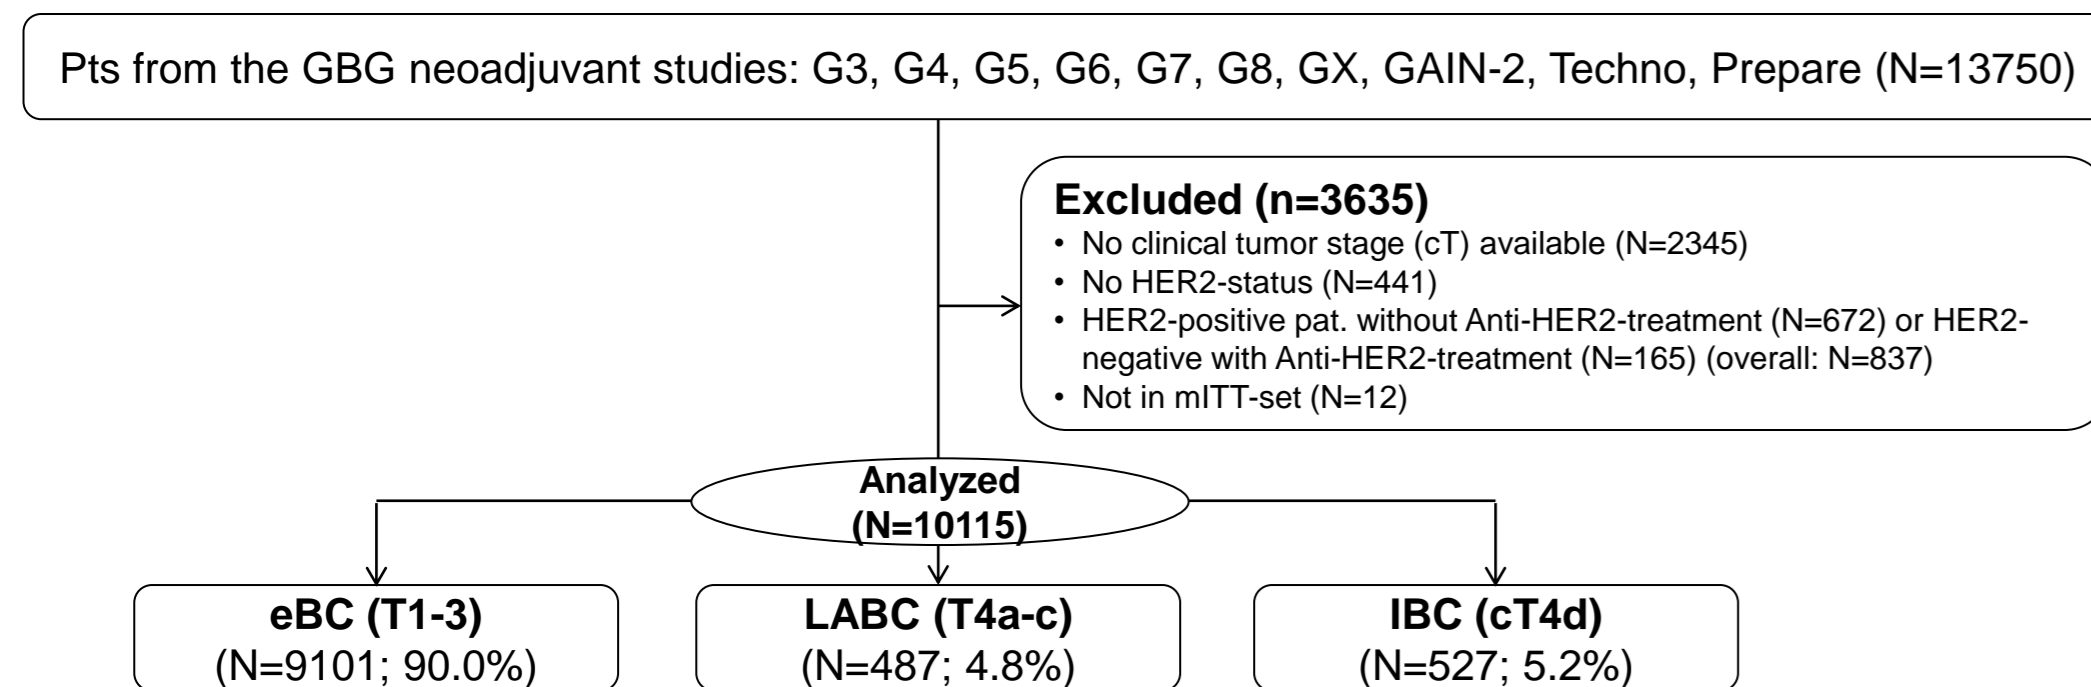 Pts from the GBG neoadjuvant studies: G3, G4, G5, G6, G7, G8, GX, GAIN-2, Techno, Prepare (N=13750)
Excluded (n=3635)
• No clinical tumor stage (cT) available (N=2345)
• No HER2-status (N=441)
• HER2-positive pat. without Anti-HER2-treatment (N=672) or HER2-
negative with Anti-HER2-treatment (N=165) (overall: N=837)
• Not in mITT-set (N=12)
Analyzed
(N=10115)
eBC (T1-3)
(N=9101; 90.0%)
LABC (T4a-c)
(N=487; 4.8%)
IBC (cT4d)
(N=527; 5.2%)